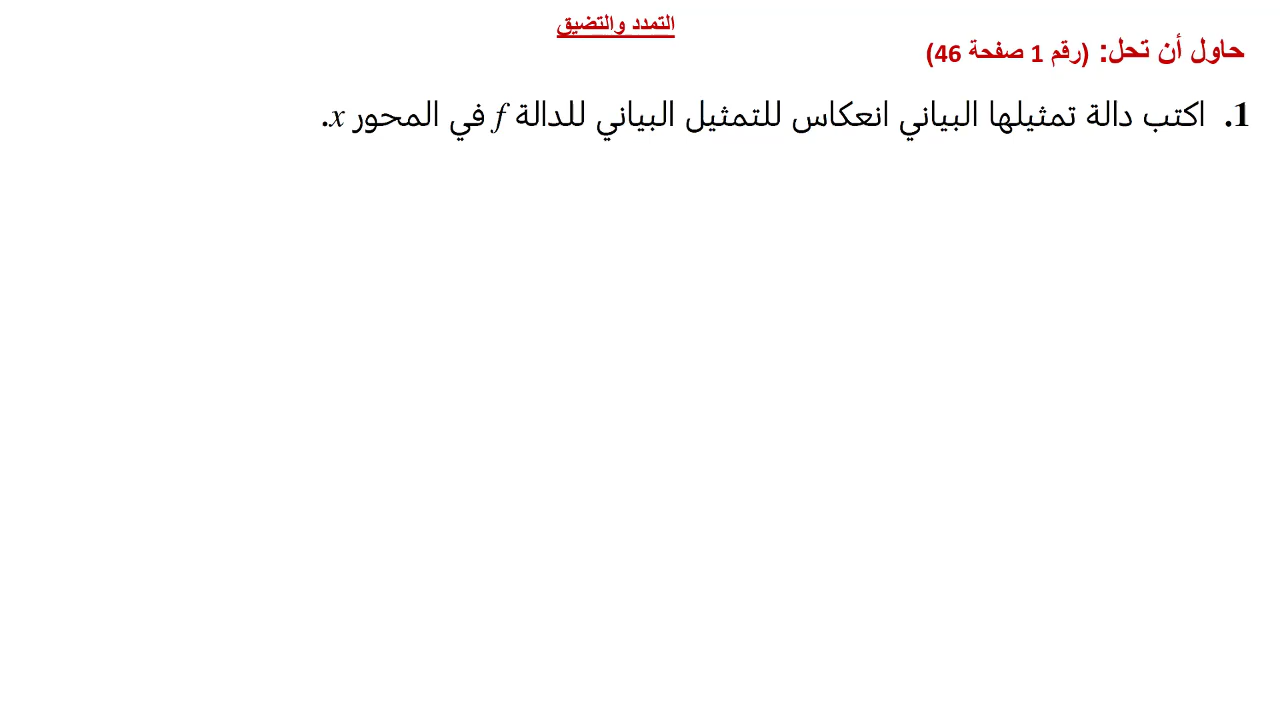 التمدد والتضيق
حاول أن تحل: (رقم 1 صفحة 46)
1. اكتب دالة تمثيلها البياني انعكاس للتمثيل البياني للدالة f في المحور x.